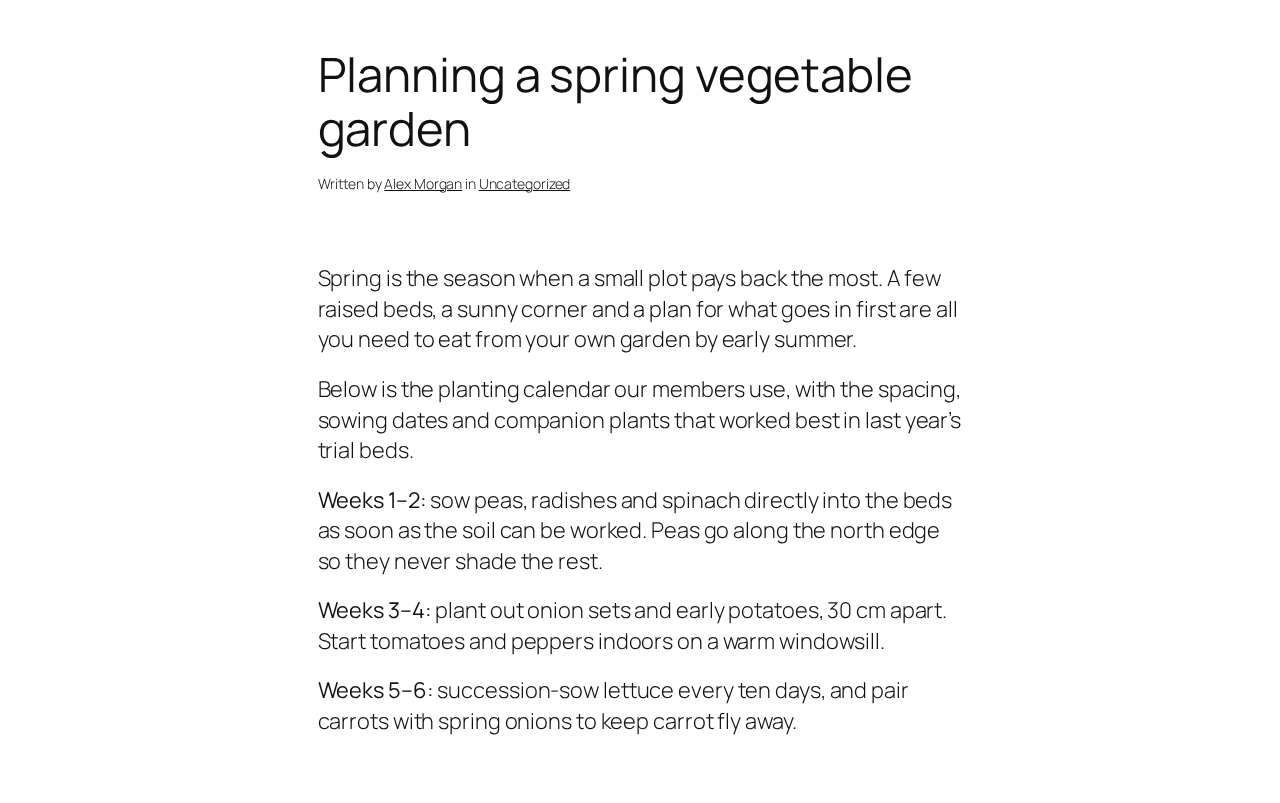 Planning a spring vegetable
garden
Written by Alex Morgan in Uncategorized
Spring is the season when a small plot pays back the most. A few
raised beds, a sunny corner and a plan for what goes in first are all
you need to eat from your own garden by early summer.
Below is the planting calendar our members use, with the spacing,
sowing dates and companion plants that worked best in last year’s
trial beds.
Weeks 1–2: sow peas, radishes and spinach directly into the beds
as soon as the soil can be worked. Peas go along the north edge
so they never shade the rest.
Weeks 3–4: plant out onion sets and early potatoes, 30 cm apart.
Start tomatoes and peppers indoors on a warm windowsill.
Weeks 5–6: succession-sow lettuce every ten days, and pair
carrots with spring onions to keep carrot fly away.